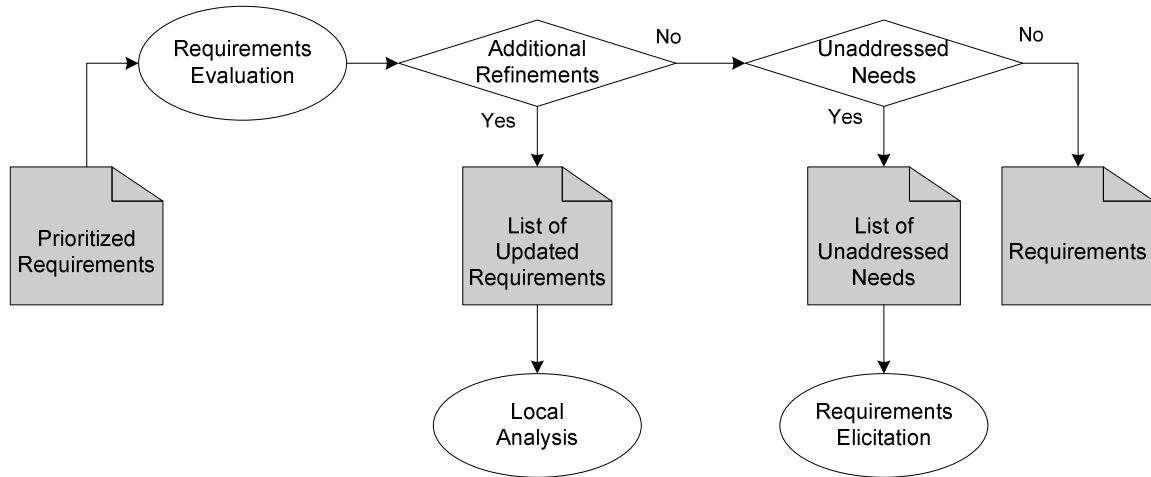 Requirements
Evaluation
Additional
Refinements
No
Unaddressed
Needs
No
Yes
Yes
Prioritized
Requirements
List of
Updated
Requirements
List of
Unaddressed
Needs
Requirements
Local
Analysis
Requirements
Elicitation